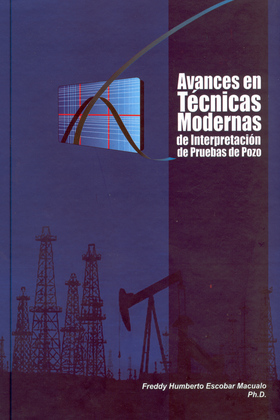 Avances en
Técnicas
Modernas
de Interpretación
de Pruebas de Pozo
Freddy Humberto Escobar Macualo
Ph.D.